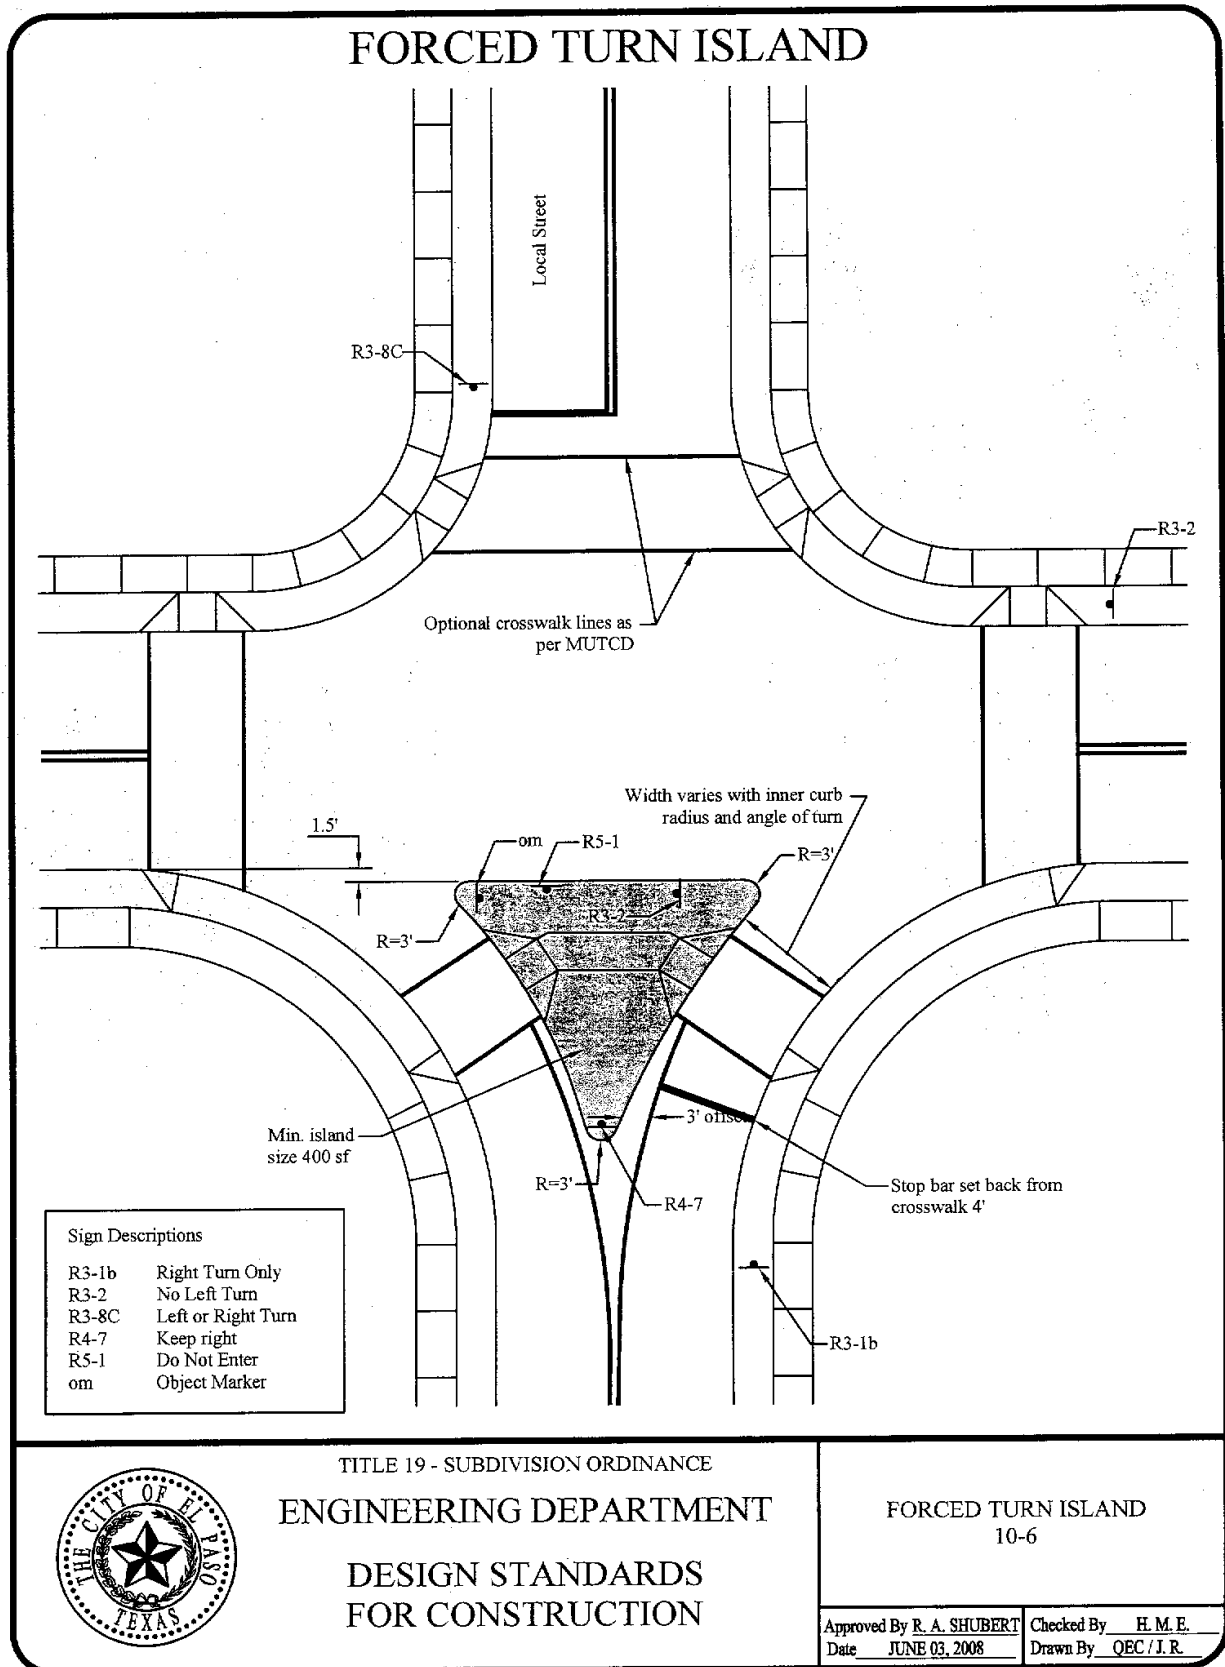 FORCED TURN ISLAND
Local Street
R3-8C
R3-2
Optional crosswalk lines as
per MUTCD
Width varies with inner curb
radius and angle of turn
1.5'
om
R5-1
R=3'
R3-2
R=3'
Min. island
size 400 sf
3' offset
R=3'
R4-7
Stop bar set back from
crosswalk 4'
R3-1b
Sign Descriptions
R3-1b Right Turn Only
R3-2 No Left Turn
R3-8C Left or Right Turn
R4-7 Keep right
R5-1 Do Not Enter
om Object Marker
THE CITY OF EL PASO
TEXAS
TITLE 19 - SUBDIVISION ORDINANCE
ENGINEERING DEPARTMENT
DESIGN STANDARDS
FOR CONSTRUCTION
FORCED TURN ISLAND
10-6
Approved By R. A. SHUBERT
Date JUNE 03, 2008
Checked By H. M. E.
Drawn By QEC / J. R.